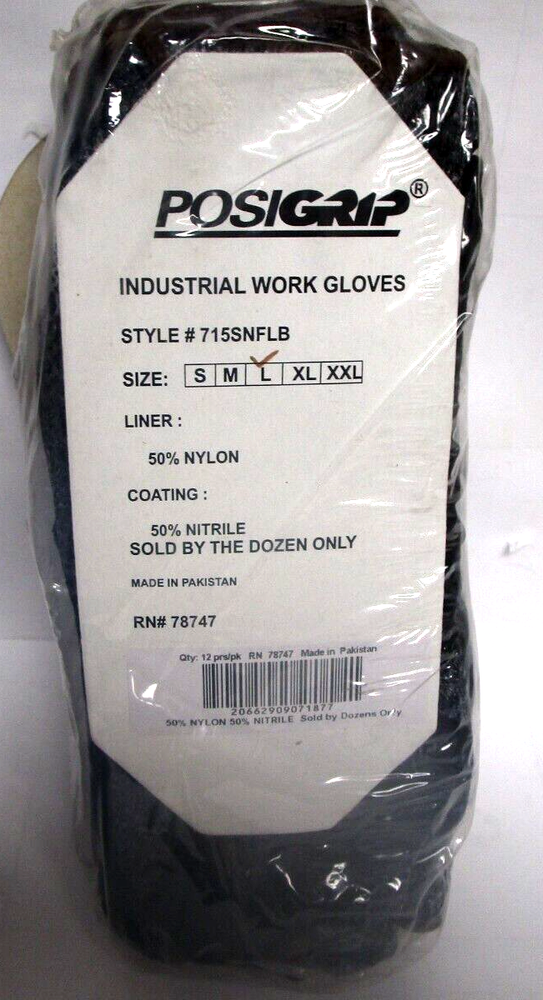 POSIGRIP®
INDUSTRIAL WORK GLOVES
STYLE # 715SNFLB
SIZE: S M L XL XXL
LINER :
50% NYLON
COATING :
50% NITRILE
SOLD BY THE DOZEN ONLY
MADE IN PAKISTAN
RN# 78747
Qty: 12 prs/pk RN 78747 Made in Pakistan
20662909071877
50% NYLON 50% NITRILE Sold by Dozens Only